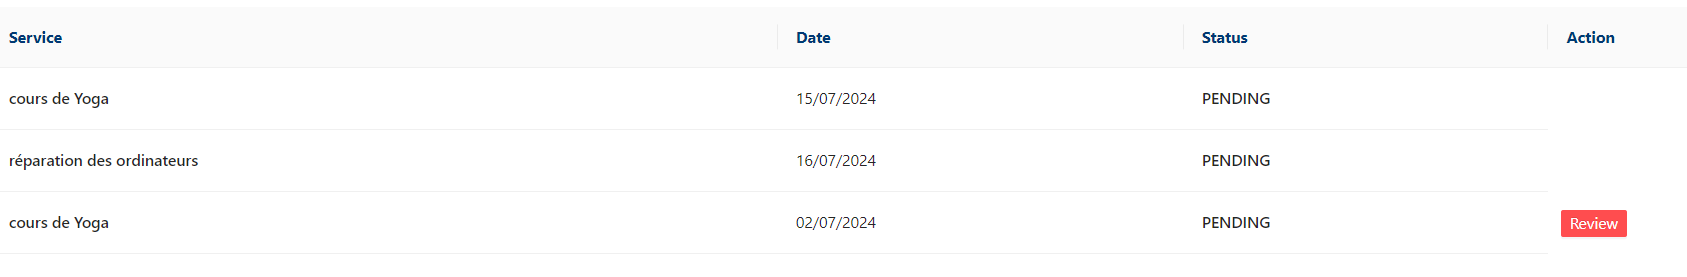 Service Date Status Action
cours de Yoga 15/07/2024 PENDING
réparation des ordinateurs 16/07/2024 PENDING
cours de Yoga 02/07/2024 PENDING Review